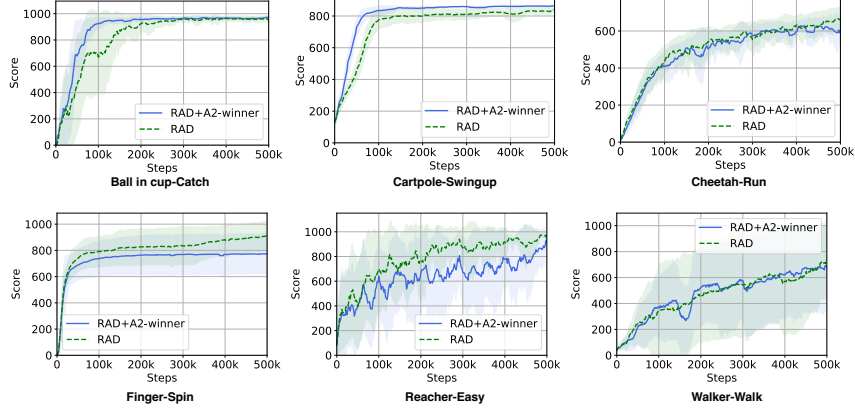 1000
800
600
400
200
0
Score
RAD+A2-winner
RAD
0 100k 200k 300k 400k 500k
Steps
Ball in cup-Catch
800
600
400
200
0
Score
RAD+A2-winner
RAD
0 100k 200k 300k 400k 500k
Steps
Cartpole-Swingup
600
400
200
0
Score
RAD+A2-winner
RAD
0 100k 200k 300k 400k 500k
Steps
Cheetah-Run
1000
800
600
400
200
0
Score
RAD+A2-winner
RAD
0 100k 200k 300k 400k 500k
Steps
Finger-Spin
1000
800
600
400
200
0
Score
RAD+A2-winner
RAD
0 100k 200k 300k 400k 500k
Steps
Reacher-Easy
1000
800
600
400
200
0
Score
RAD+A2-winner
RAD
0 100k 200k 300k 400k 500k
Steps
Walker-Walk